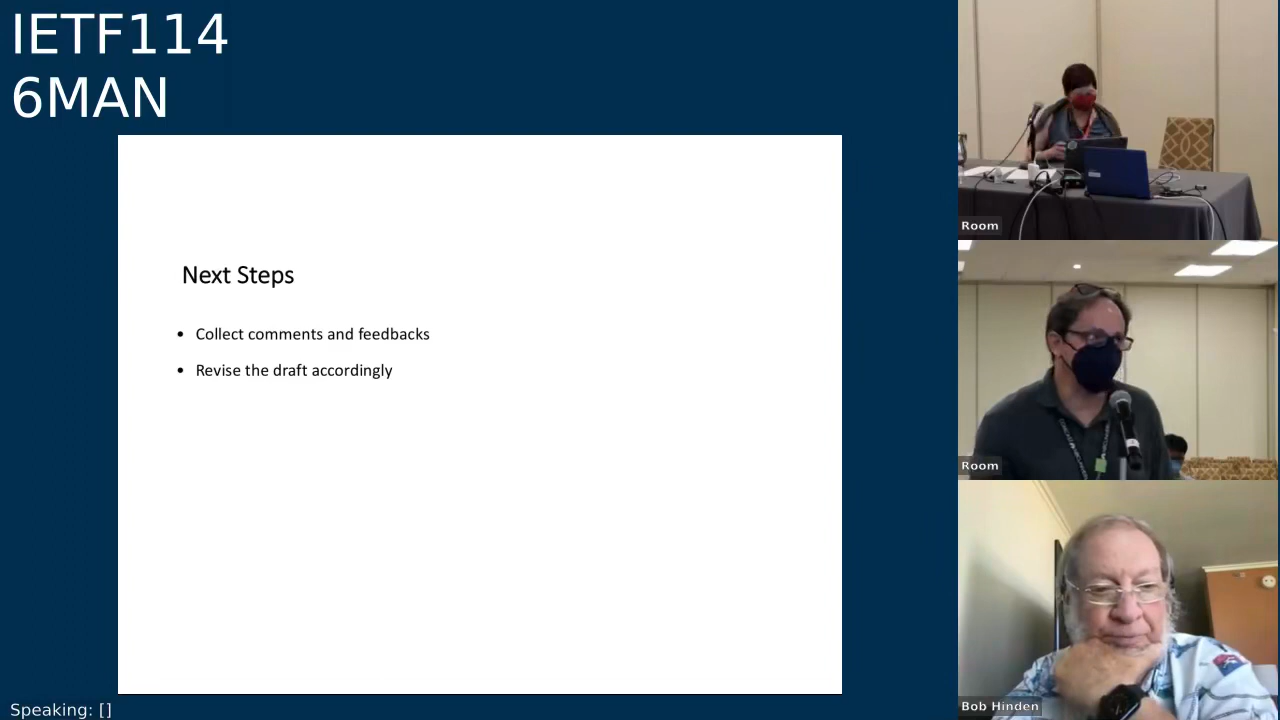 IETF114
6MAN
Next Steps
• Collect comments and feedbacks
• Revise the draft accordingly
Room
Room
Bob Hinden
Speaking: []